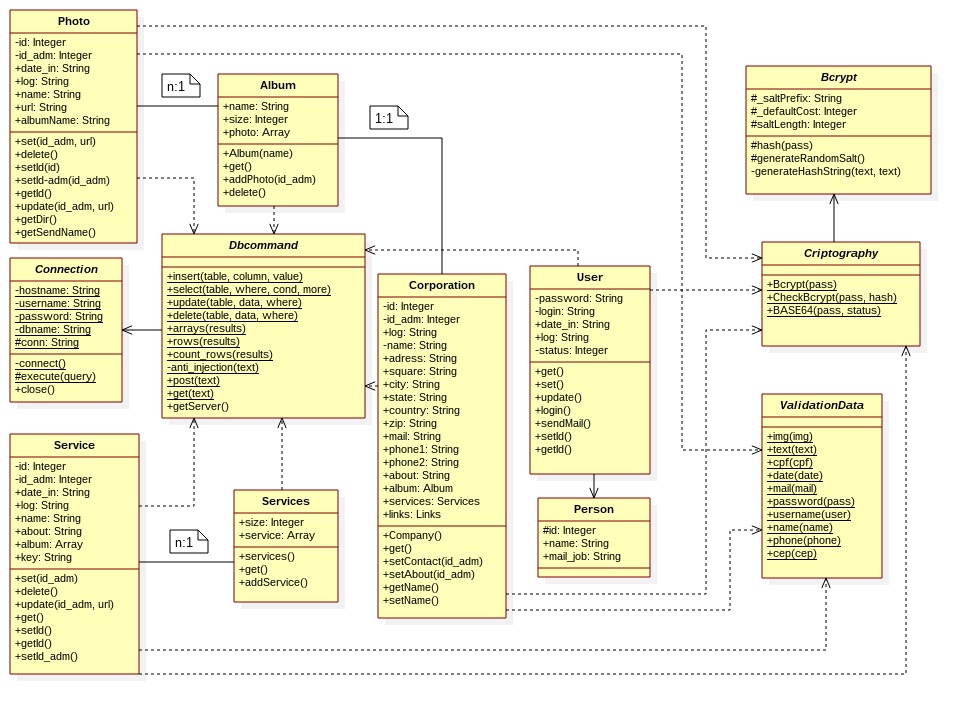 Photo
-id: Integer
-id_adm: Integer
+date_in: String
+log: String
+name: String
+url: String
+albumName: String
+set(id_adm, url)
+delete()
+setId(id)
+setId-adm(id_adm)
+getId()
+update(id_adm, url)
+getDir()
+getSendName()
n:1
Album
+name: String
+size: Integer
+photo: Array
+Album(name)
+get()
+addPhoto(id_adm)
+delete()
1:1
Bcrypt
#_saltPrefix: String
#_defaultCost: Integer
#saltLength: Integer
#hash(pass)
#generateRandomSalt()
-generateHashString(text, text)
Connection
-hostname: String
-username: String
-password: String
-dbname: String
#conn: String
-connect()
#execute(query)
+close()
Dbcommand
+insert(table, column, value)
+select(table, where, cond, more)
+update(table, data, where)
+delete(table, data, where)
+arrays(results)
+rows(results)
+count_rows(results)
-anti_injection(text)
+post(text)
+get(text)
+getServer()
Corporation
-id: Integer
-id_adm: Integer
+log: String
-name: String
+adress: String
+square: String
+city: String
+state: String
+country: String
+zip: String
+mail: String
+phone1: String
+phone2: String
+about: String
+album: Album
+services: Services
+links: Links
+Company()
+get()
+setContact(id_adm)
+setAbout(id_adm)
+getName()
+setName()
User
-password: String
-login: String
+date_in: String
+log: String
-status: Integer
+get()
+set()
+update()
+login()
+sendMail()
+setId()
+getId()
Criptography
+Bcrypt(pass)
+CheckBcrypt(pass, hash)
+BASE64(pass, status)
Service
-id: Integer
-id_adm: Integer
+date_in: String
+log: String
+name: String
+about: String
+album: Array
+key: String
+set(id_adm)
+delete()
+update(id_adm, url)
+get()
+setId()
+getId()
+setId_adm()
n:1
Services
+size: Integer
+service: Array
+services()
+get()
+addService()
Person
#id: Integer
+name: String
+mail_job: String
ValidationData
+img(img)
+text(text)
+cpf(cpf)
+date(date)
+mail(mail)
+password(pass)
+username(user)
+name(name)
+phone(phone)
+cep(cep)